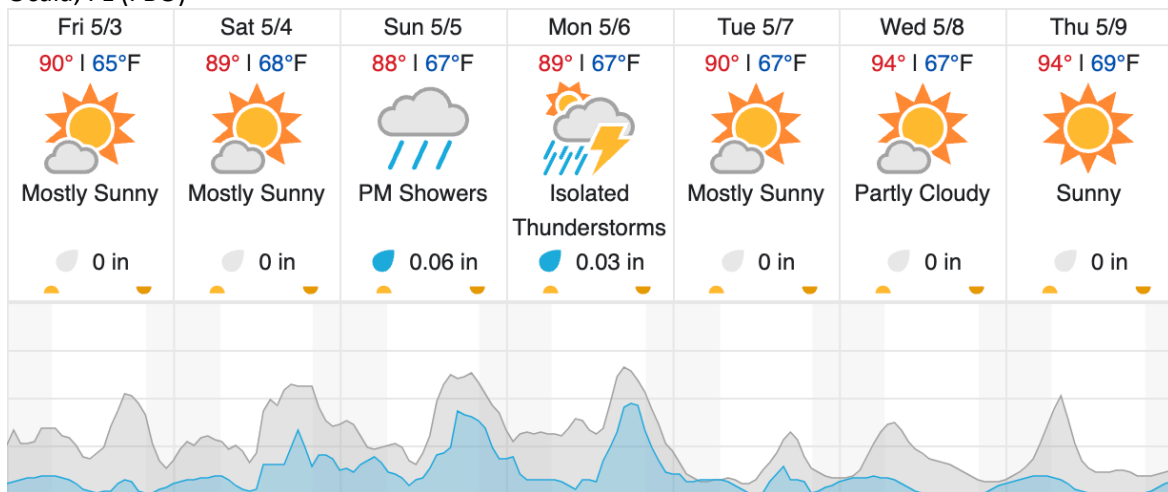 Fri 5/3 Sat 5/4 Sun 5/5 Mon 5/6 Tue 5/7 Wed 5/8 Thu 5/9
90° | 65°F 89° | 68°F 88° | 67°F 89° | 67°F 90° | 67°F 94° | 67°F 94° | 69°F
Mostly Sunny Mostly Sunny PM Showers Isolated Mostly Sunny Partly Cloudy Sunny
Thunderstorms
0 in 0 in 0.06 in 0.03 in 0 in 0 in 0 in